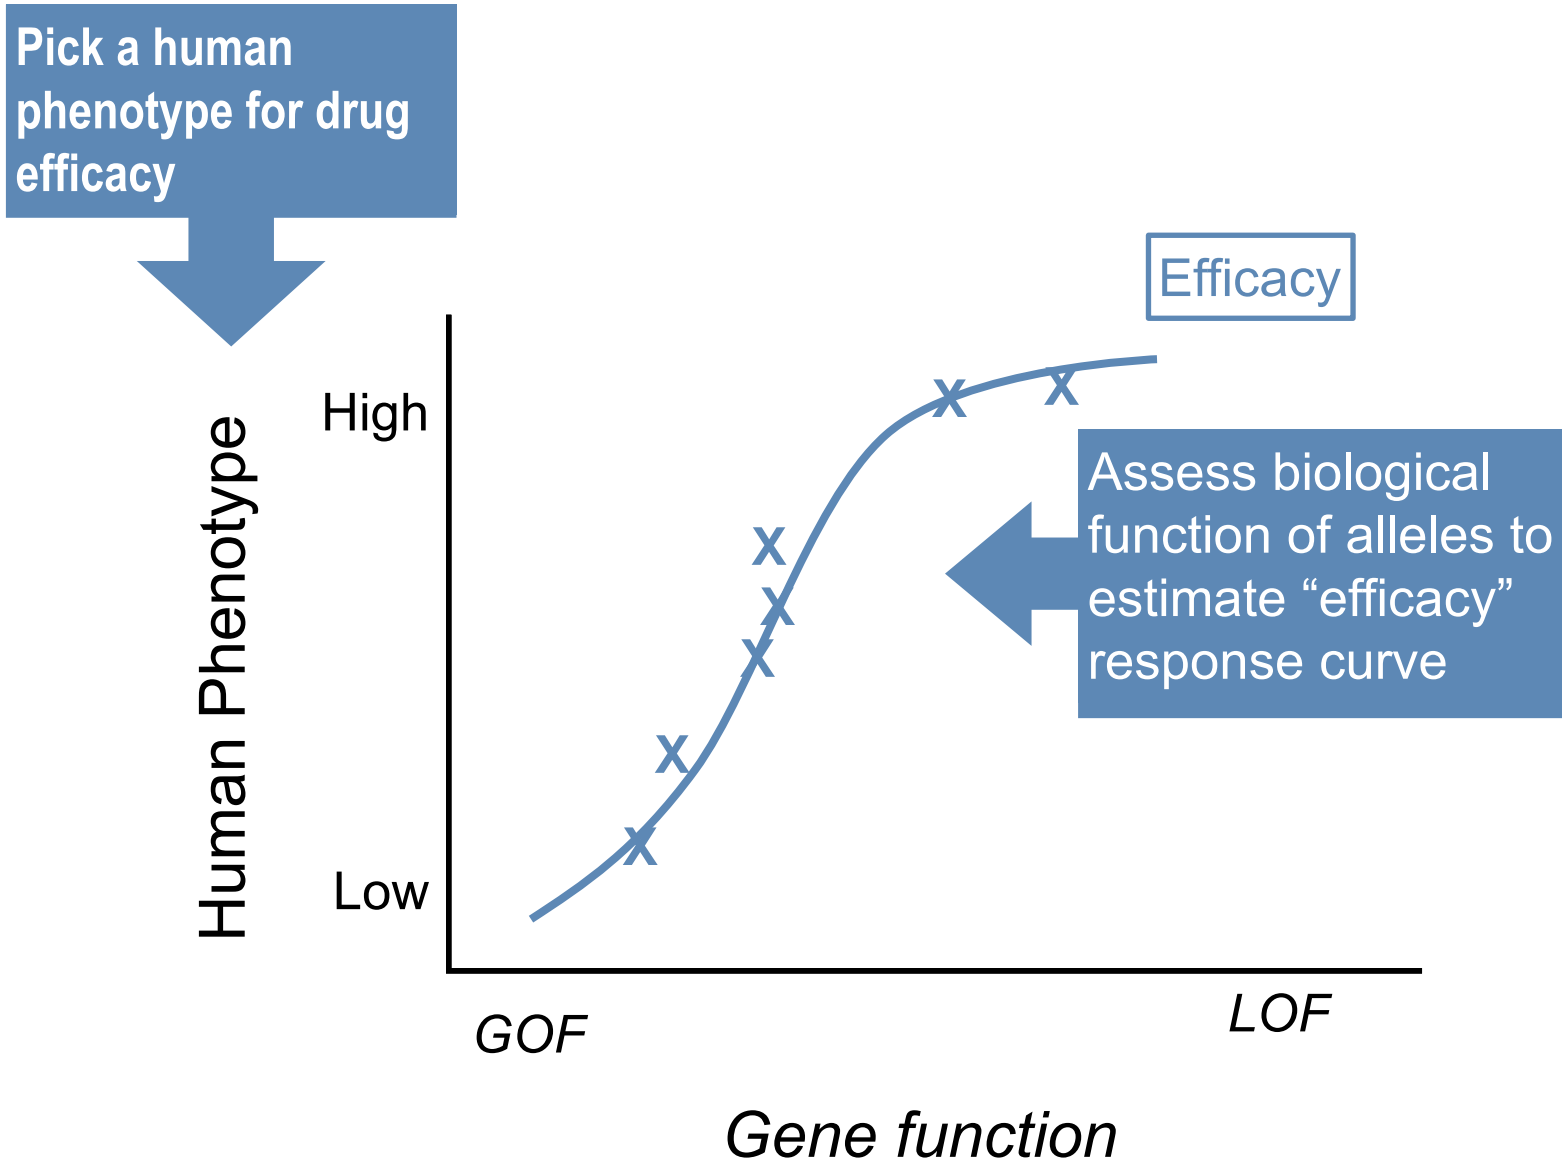 Pick a human
phenotype for drug
efficacy
Efficacy
High
Low
Human Phenotype
X
X
X
X
X
X
X
Assess biological
function of alleles to
estimate “efficacy”
response curve
GOF
LOF
Gene function